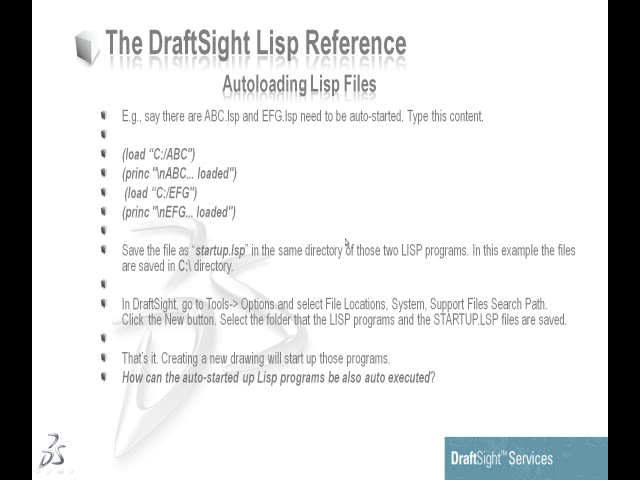 The DraftSight Lisp Reference
Autoloading Lisp Files
E.g., say there are ABC.lsp and EFG.lsp need to be auto-started. Type this content.
(load “C:/ABC")
(princ "\nABC... loaded")
(load “C:/EFG")
(princ "\nEFG... loaded")
Save the file as “startup.lsp” in the same directory of those two LISP programs. In this example the files
are saved in C:\ directory.
In DraftSight, go to Tools-> Options and select File Locations, System, Support Files Search Path.
Click the New button. Select the folder that the LISP programs and the STARTUP.LSP files are saved.
That's it. Creating a new drawing will start up those programs.
How can the auto-started up Lisp programs be also auto executed?
DraftSight™ Services